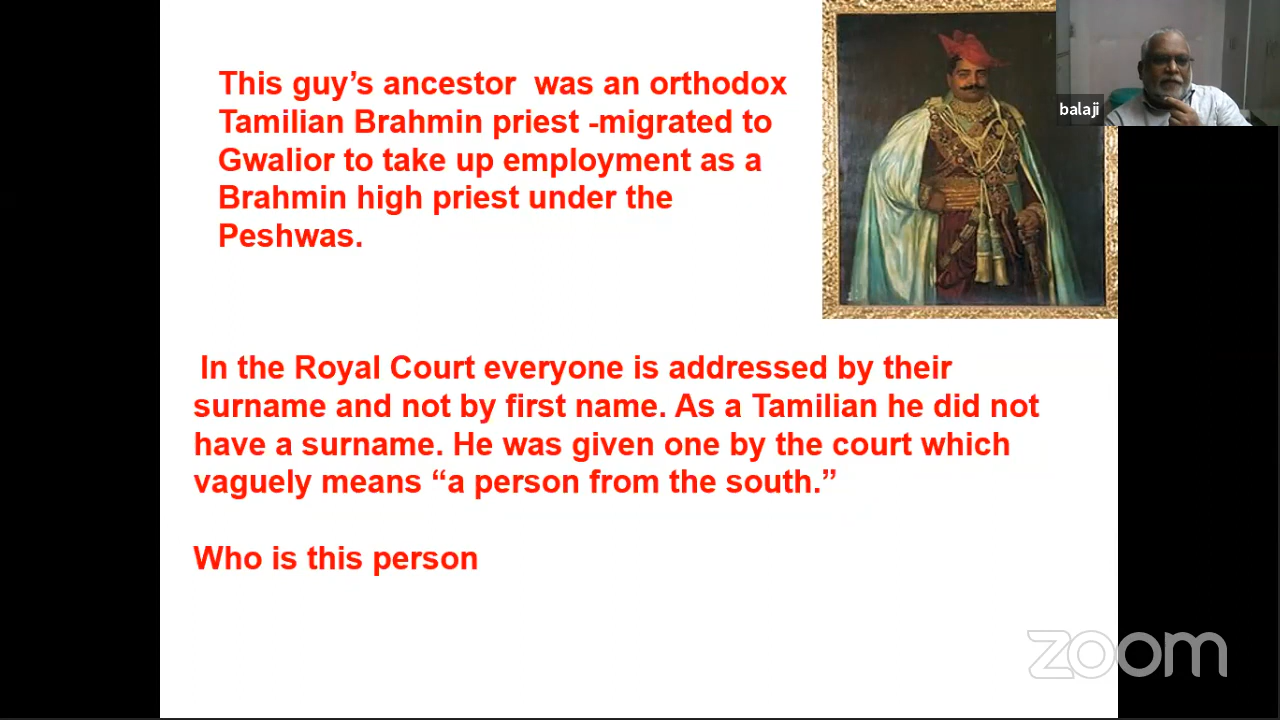 This guy's ancestor  was an orthodox
Tamilian Brahmin priest -migrated to
Gwalior to take up employment as a
Brahmin high priest under the
Peshwas.
balaji
In the Royal Court everyone is addressed by their
surname and not by first name. As a Tamilian he did not
have a surname. He was given one by the court which
vaguely means “a person from the south.”
Who is this person
zoom